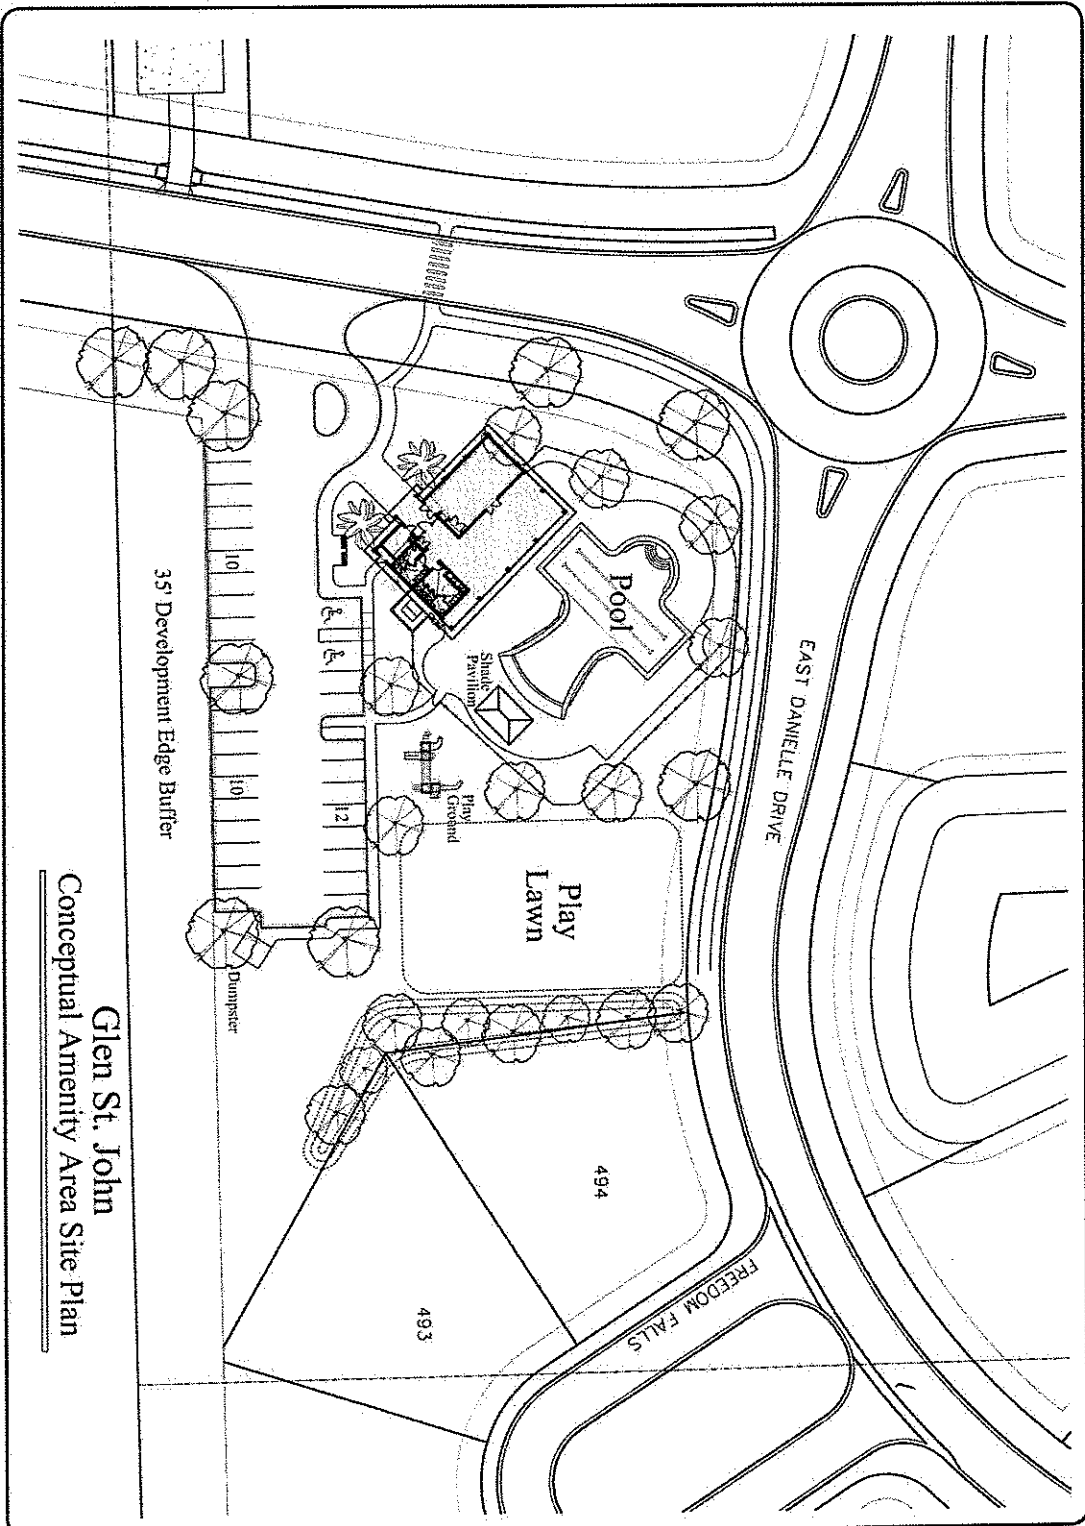 EAST DANIELLE DRIVE
Pool
Shade
Pavilion
Play
Ground
Play
Lawn
10
10
12
35' Development Edge Buffer
Dumpster
494
493
FREEDOM FALLS
Glen St. John
Conceptual Amenity Area Site Plan